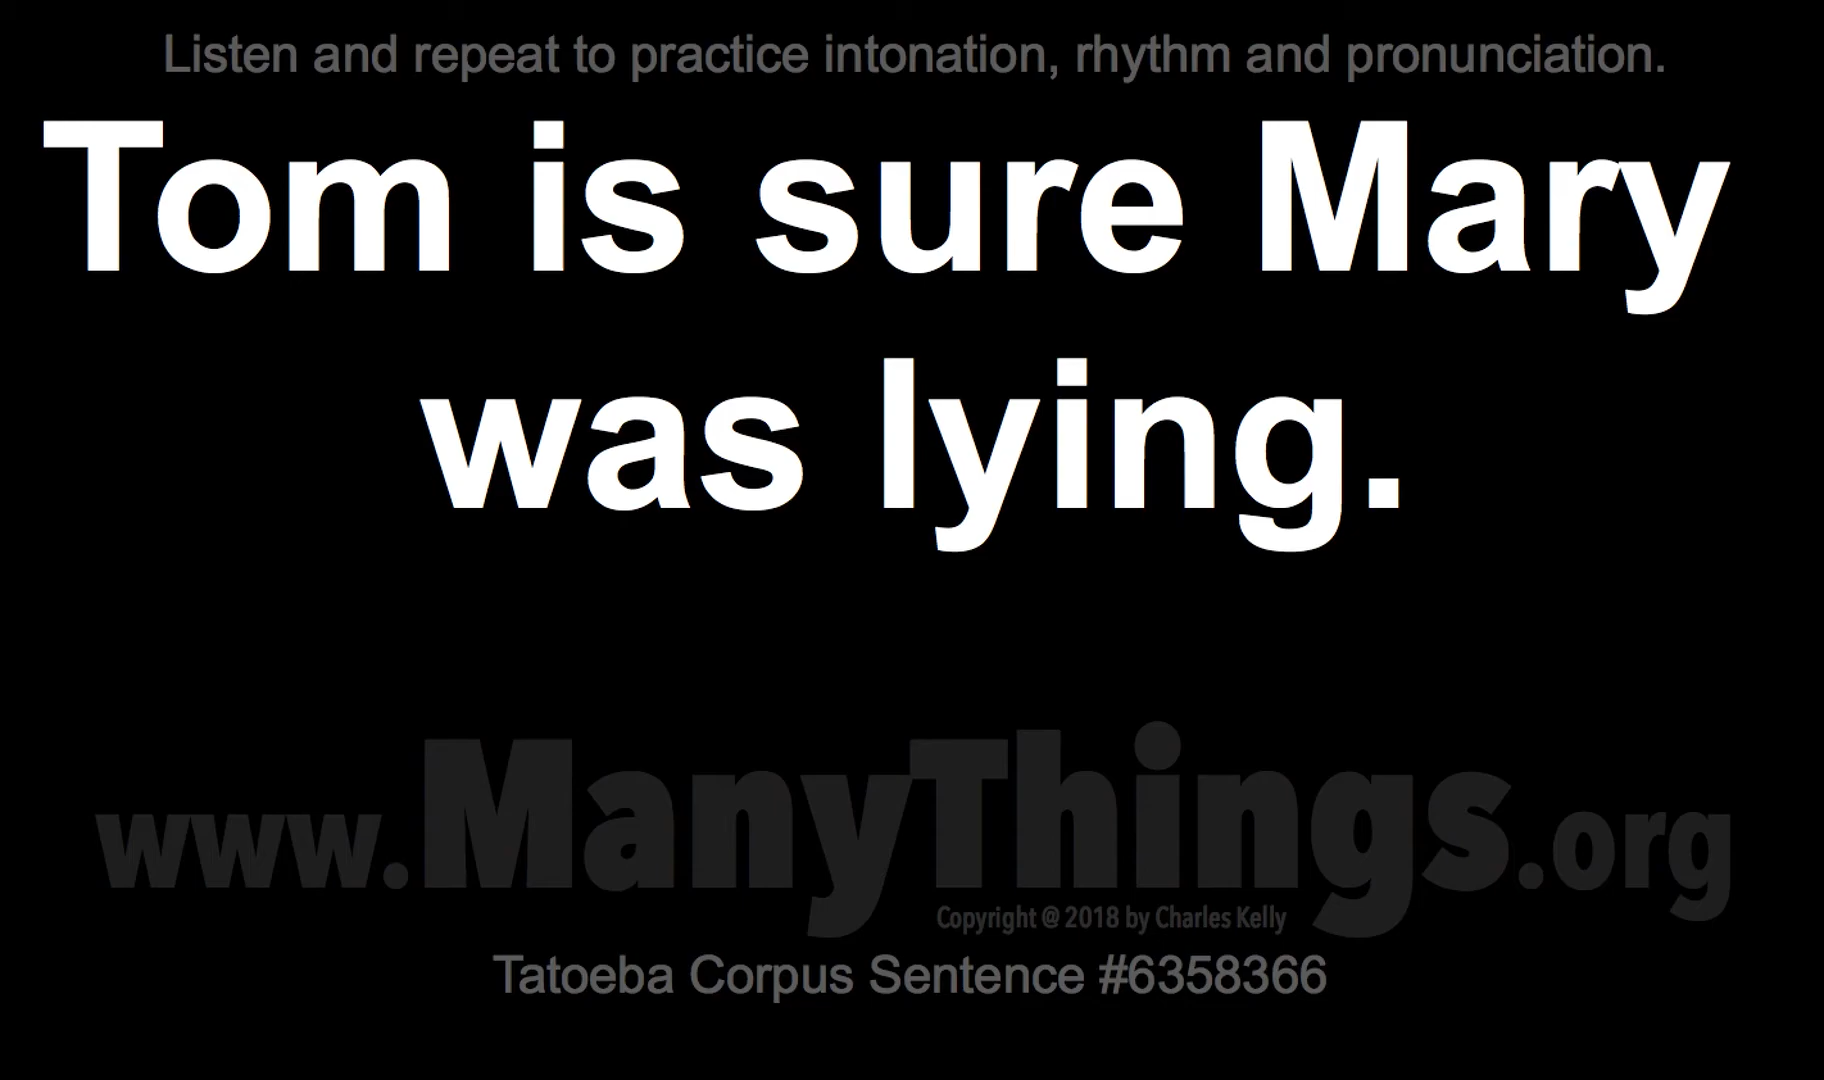 Listen and repeat to practice intonation, rhythm and pronunciation.
Tom is sure Mary
was lying.
www.ManyThings.org
Copyright @ 2018 by Charles Kelly
Tatoeba Corpus Sentence #6358366